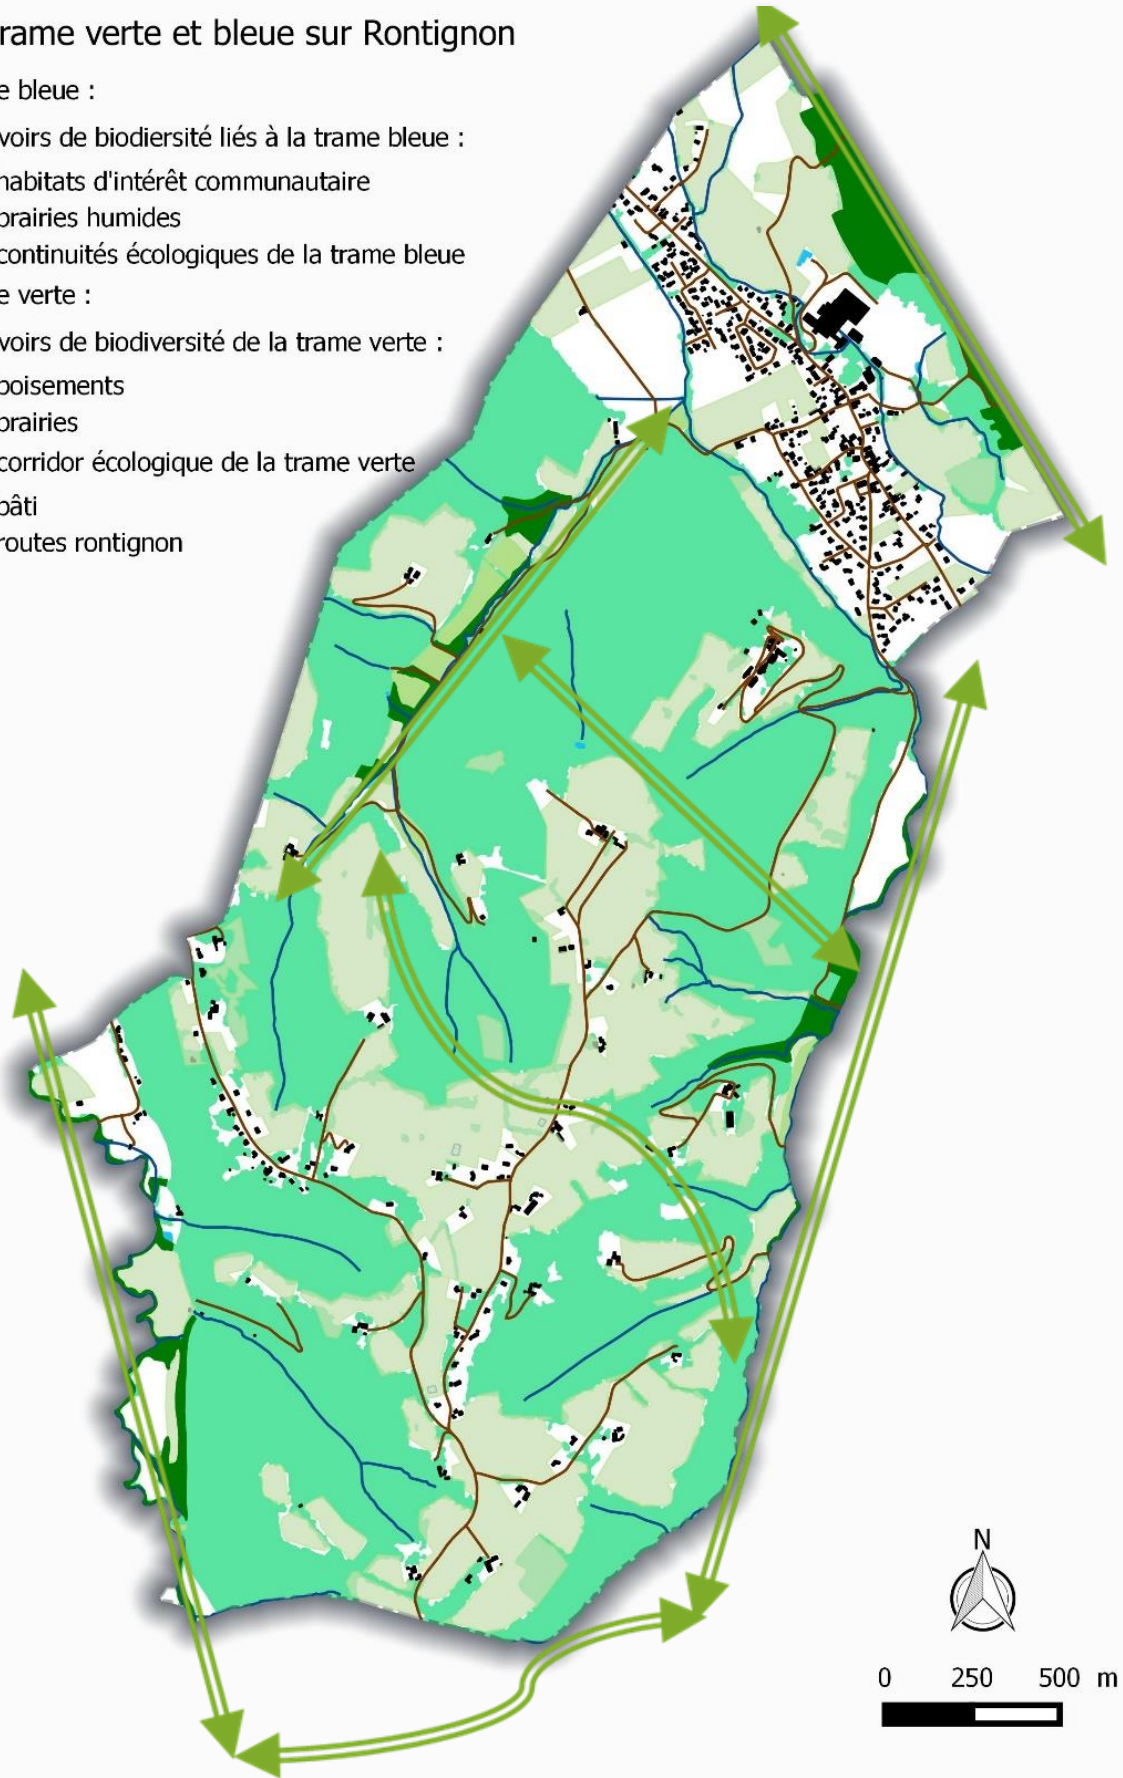 rame verte et bleue sur Rontignon
e bleue :
voirs de biodiersité liés à la trame bleue :
habitats d'intérêt communautaire
prairies humides
continuités écologiques de la trame bleue
e verte :
voirs de biodiversité de la trame verte :
boisements
prairies
corridor écologique de la trame verte
bâti
routes rontignon
N
0 250 500 m